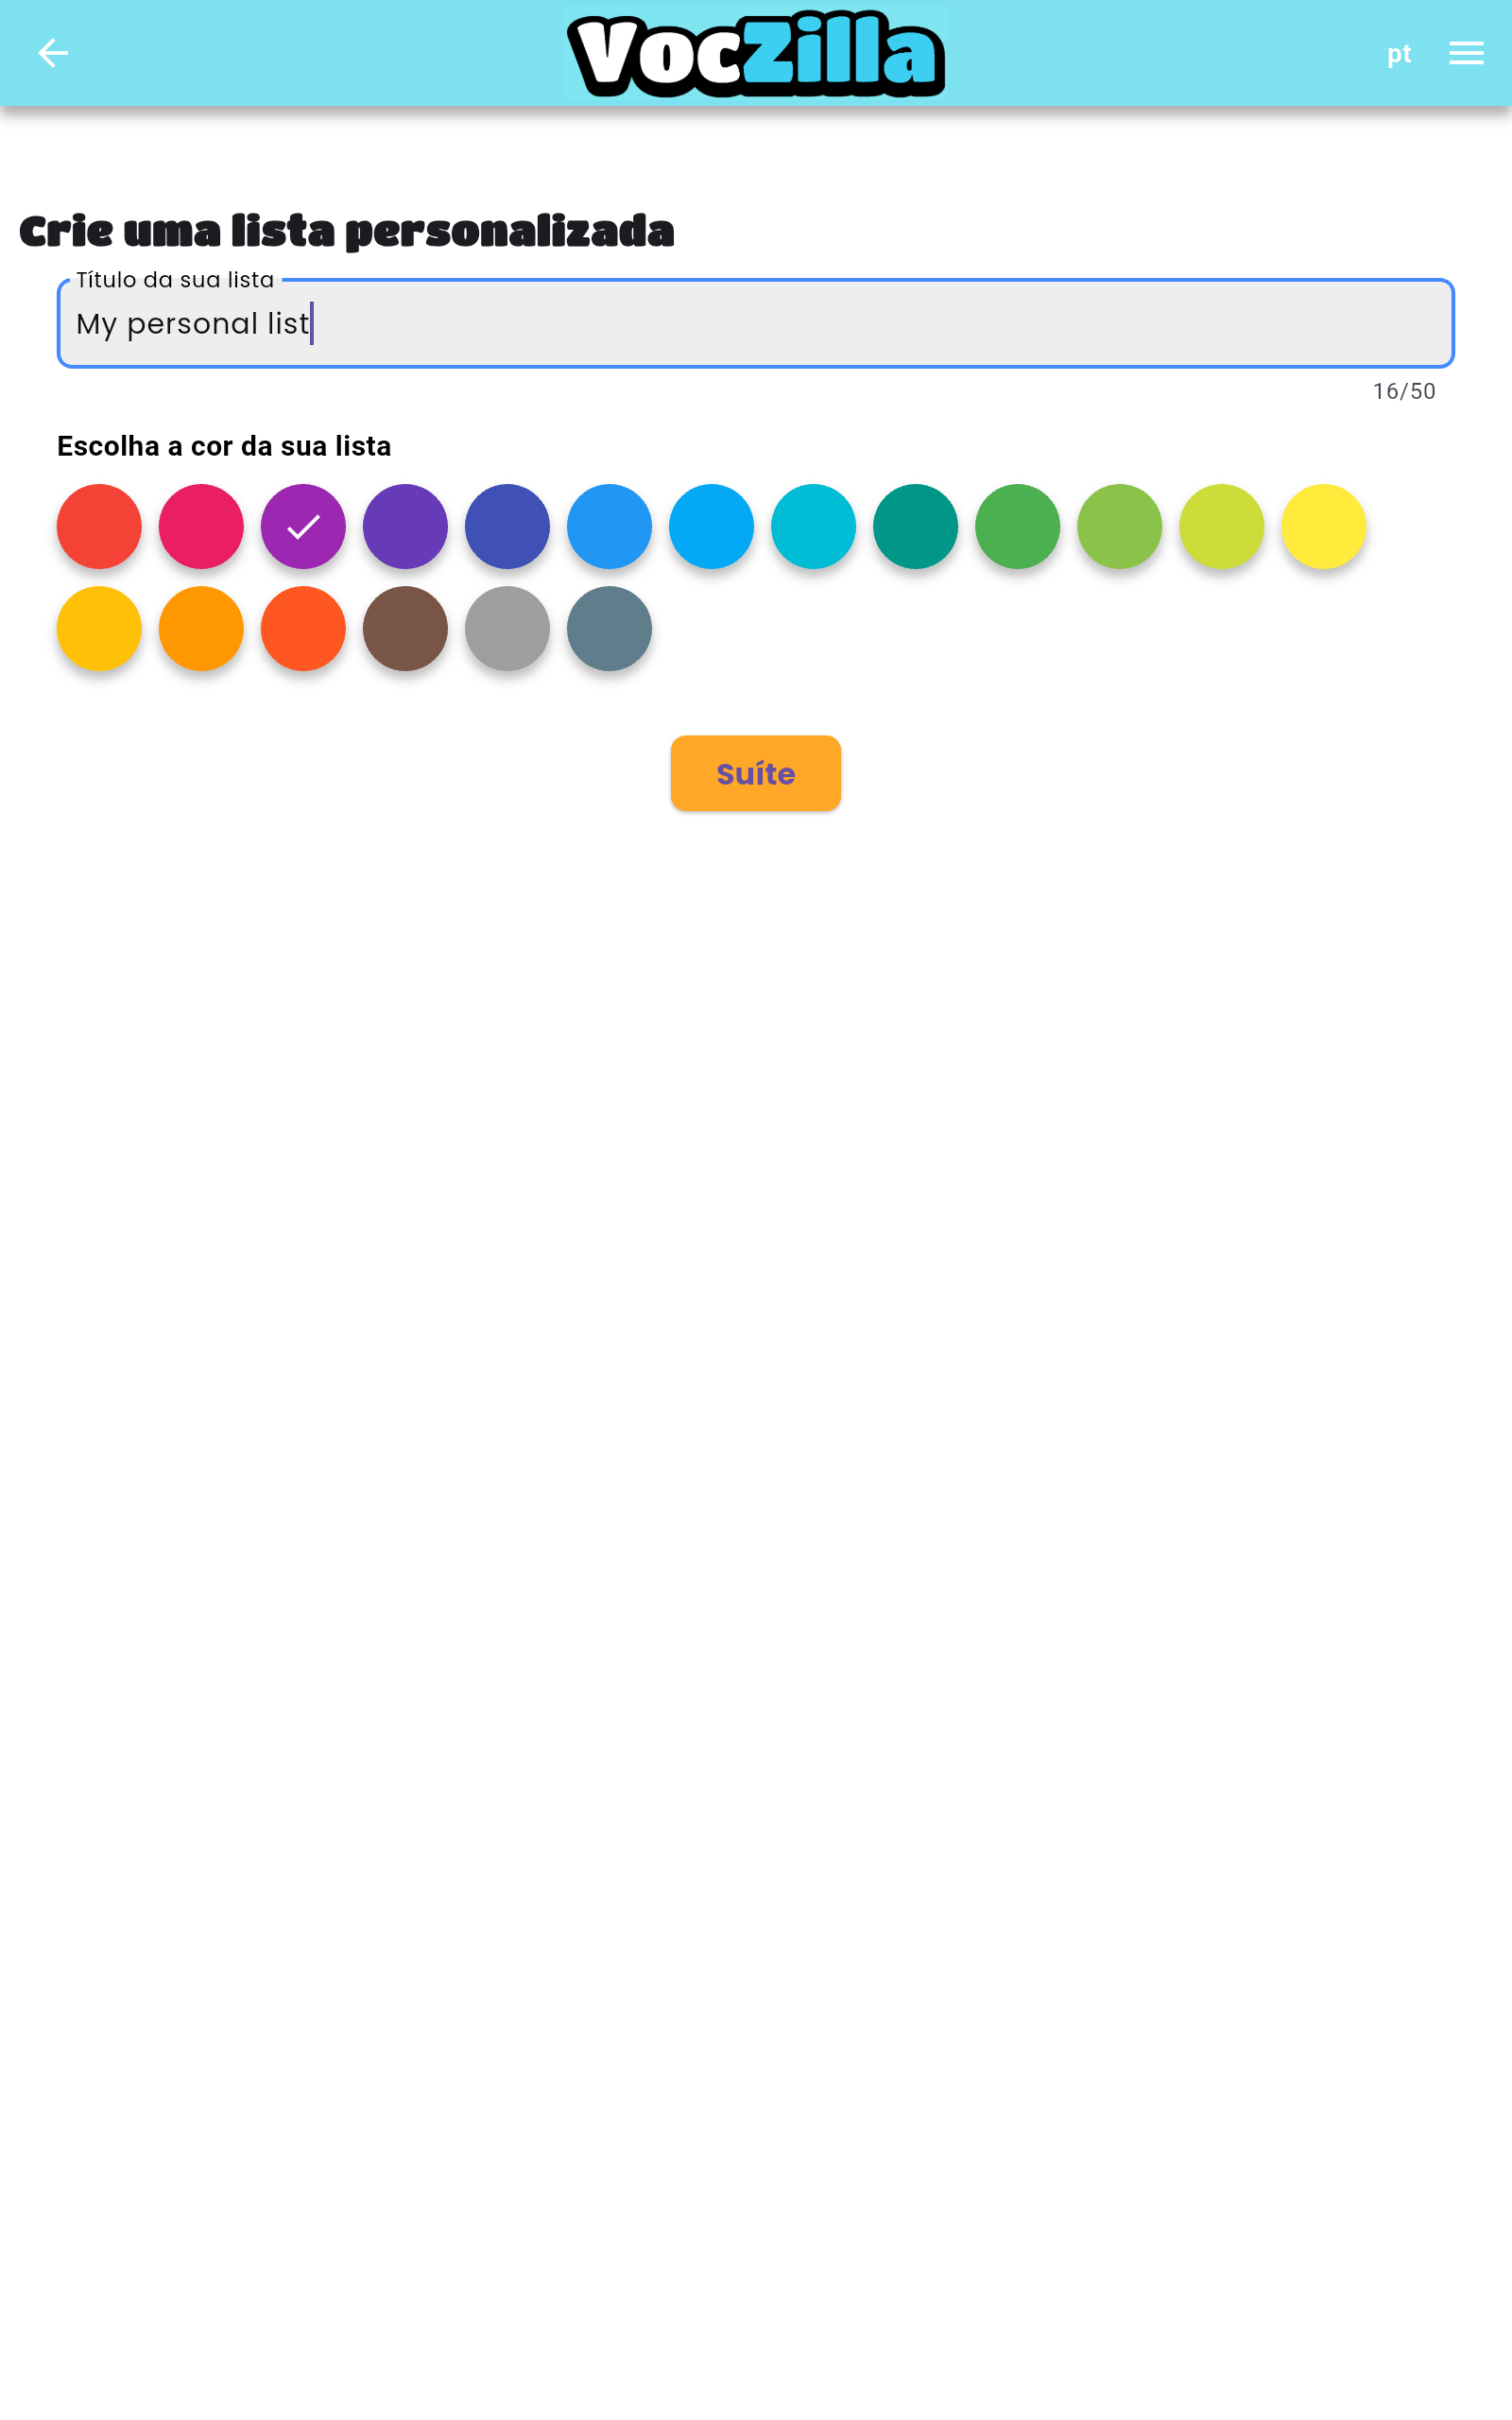 VocZilla
pt
Crie uma lista personalizada
Título da sua lista
My personal list
16/50
Escolha a cor da sua lista
Suíte